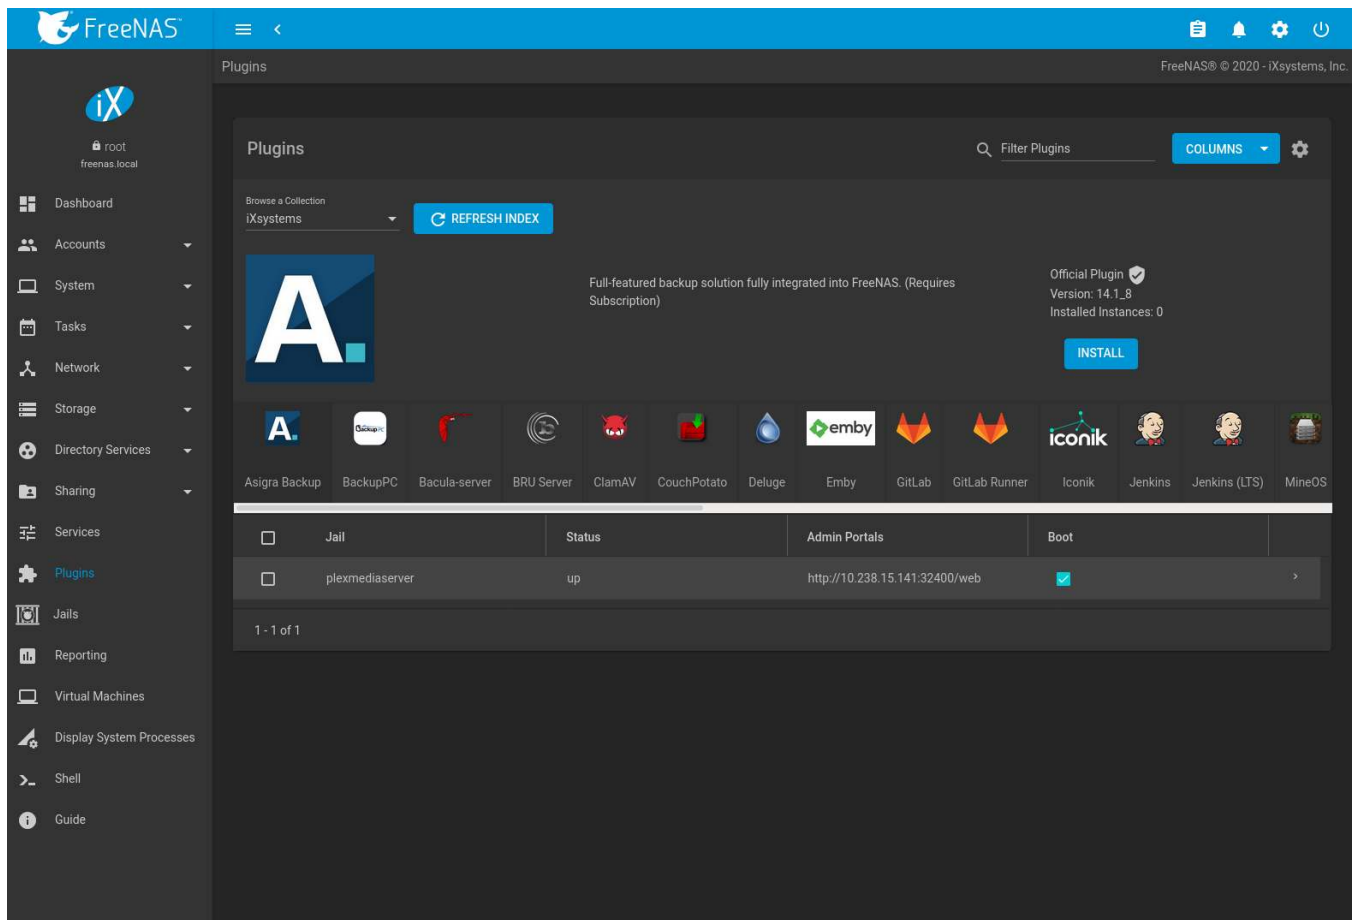 FreeNAS
Plugins
FreeNAS® © 2020 - iXsystems, Inc.
iX
root
freenas.local
Dashboard
Accounts
System
Tasks
Network
Storage
Directory Services
Sharing
Services
Plugins
Jails
Reporting
Virtual Machines
Display System Processes
Shell
Guide
Plugins
Filter Plugins
COLUMNS
Browse a Collection
iXsystems
REFRESH INDEX
A.
Full-featured backup solution fully integrated into FreeNAS. (Requires
Subscription)
Official Plugin
Version: 14.1_8
Installed Instances: 0
INSTALL
A.
BackupPC
emby
iconik
Asigra Backup
BackupPC
Bacula-server
BRU Server
ClamAV
CouchPotato
Deluge
Emby
GitLab
GitLab Runner
Iconik
Jenkins
Jenkins (LTS)
MineOS
Jail
Status
Admin Portals
Boot
plexmediaserver
up
http://10.238.15.141:32400/web
1 - 1 of 1